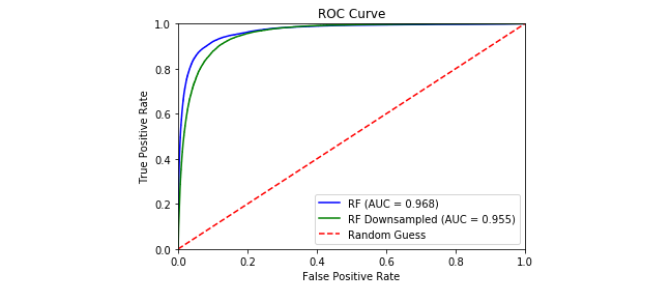 ROC Curve
True Positive Rate
1.0
0.8
0.6
0.4
0.2
0.0
RF (AUC = 0.968)
RF Downsampled (AUC = 0.955)
Random Guess
0.0 0.2 0.4 0.6 0.8 1.0
False Positive Rate